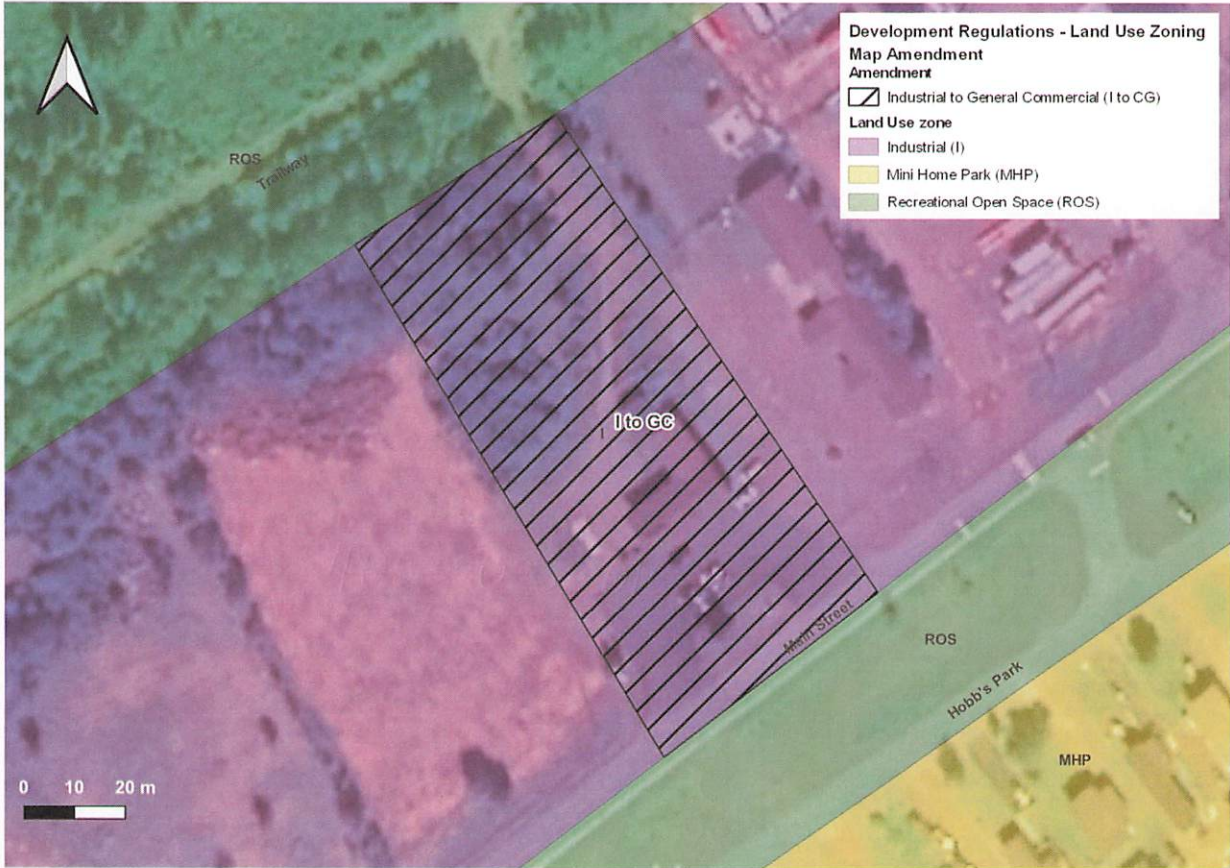 Development Regulations - Land Use Zoning
Map Amendment
Amendment
Industrial to General Commercial (I to CG)
Land Use zone
Industrial (I)
Mini Home Park (MHP)
Recreational Open Space (ROS)
ROS
Trailway
I to GC
I
Main Street
ROS
Hobb's Park
MHP
0 10 20 m